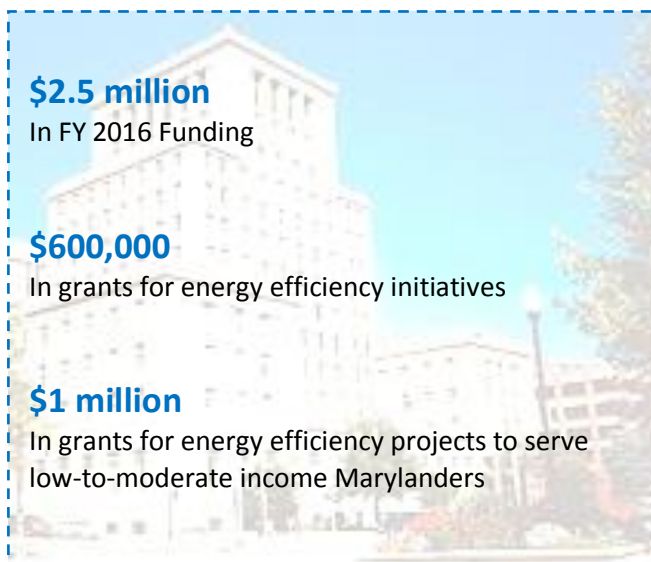 $2.5 million
In FY 2016 Funding
$600,000
In grants for energy efficiency initiatives
$1 million
In grants for energy efficiency projects to serve
low-to-moderate income Marylanders